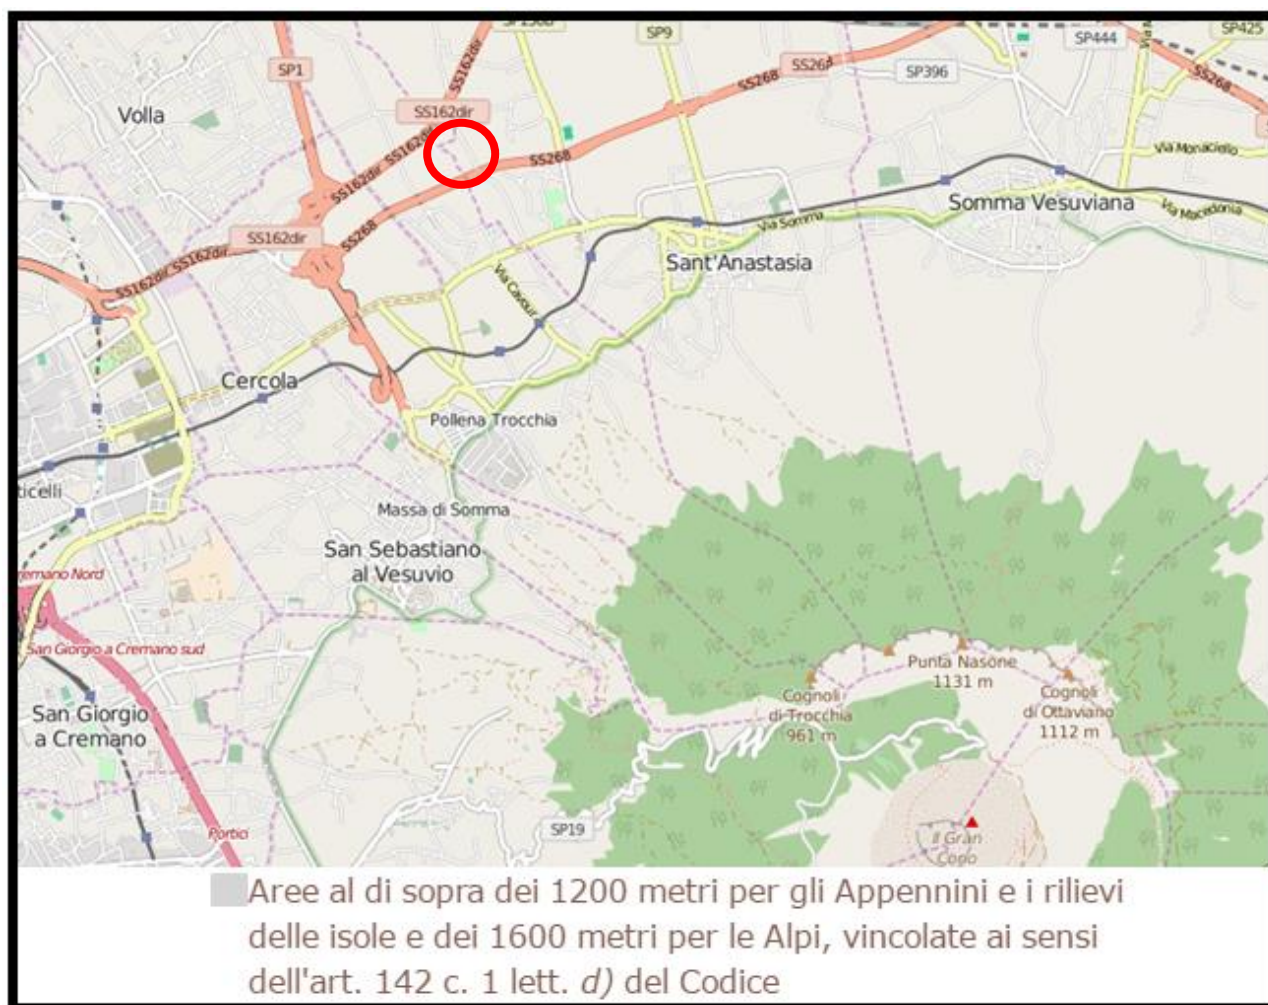 SP9
SP425
SP444
SP1
SS162dir
SS268
SP396
SS268
Volla
SS162dir
SS162dir
SS162dir
SS268
Via Monaciello
Somma Vesuviana
Via Macedonia
Via Somma
SS162dir
SS268
Sant'Anastasia
SS162dir SS162dir
Via Cavour
Cercola
Pollena Trocchia
ticelli
Massa di Somma
San Sebastiano
al Vesuvio
remano Nord
San Giorgio a Cremano sud
Punta Nasone
1131 m
Cognoli
di Trocchia
961 m
Cognoli
di Ottaviano
1112 m
San Giorgio
a Cremano
Portici
SP19
Il Gran
Cono
Aree al di sopra dei 1200 metri per gli Appennini e i rilievi
delle isole e dei 1600 metri per le Alpi, vincolate ai sensi
dell'art. 142 c. 1 lett. d) del Codice